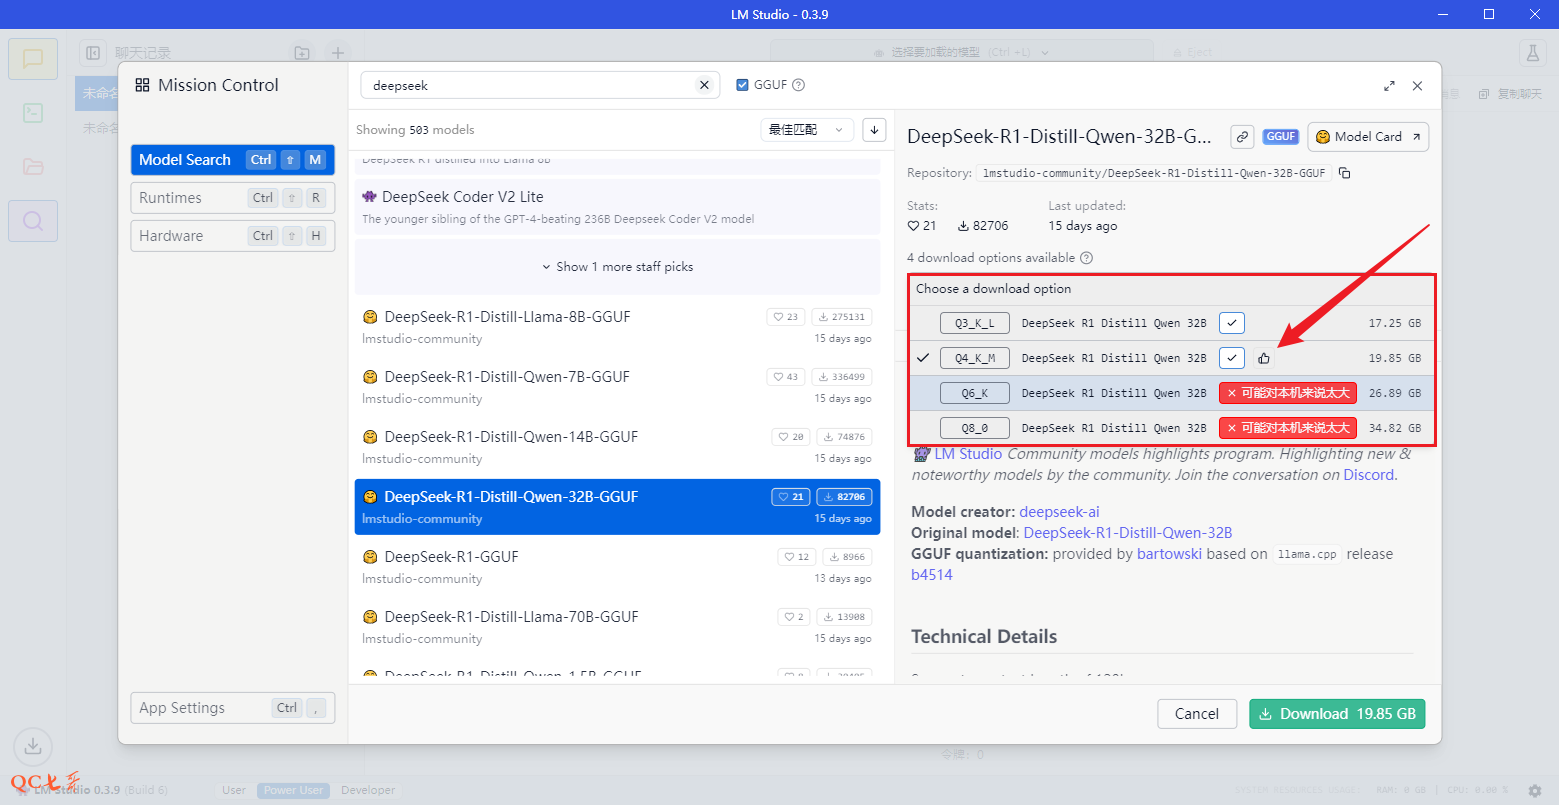 LM Studio - 0.3.9
聊天记录
选择要加载的模型 (Ctrl + L)
Eject
未命名
未命名
复制聊天
Mission Control
Model Search Ctrl ⇧ M
Runtimes Ctrl ⇧ R
Hardware Ctrl ⇧ H
App Settings Ctrl ,
deepseek
GGUF
Showing 503 models
最佳匹配
DeepSeek R1 distilled into Llama 8B
DeepSeek Coder V2 Lite
The younger sibling of the GPT-4-beating 236B Deepseek Coder V2 model
Show 1 more staff picks
DeepSeek-R1-Distill-Llama-8B-GGUF 23 275131
lmstudio-community 15 days ago
DeepSeek-R1-Distill-Qwen-7B-GGUF 43 336499
lmstudio-community 15 days ago
DeepSeek-R1-Distill-Qwen-14B-GGUF 20 74876
lmstudio-community 15 days ago
DeepSeek-R1-Distill-Qwen-32B-GGUF 21 82706
lmstudio-community 15 days ago
DeepSeek-R1-GGUF 12 8966
lmstudio-community 13 days ago
DeepSeek-R1-Distill-Llama-70B-GGUF 2 13908
lmstudio-community 15 days ago
DeepSeek-R1-Distill-Qwen-1.5B-GGUF
DeepSeek-R1-Distill-Qwen-32B-G... GGUF Model Card
Repository: lmstudio-community/DeepSeek-R1-Distill-Qwen-32B-GGUF
Stats: Last updated:
21 82706 15 days ago
4 download options available
Choose a download option
Q3_K_L DeepSeek R1 Distill Qwen 32B 17.25 GB
Q4_K_M DeepSeek R1 Distill Qwen 32B 19.85 GB
Q6_K DeepSeek R1 Distill Qwen 32B × 可能对本机来说太大 26.89 GB
Q8_0 DeepSeek R1 Distill Qwen 32B × 可能对本机来说太大 34.82 GB
LM Studio Community models highlights program. Highlighting new &
noteworthy models by the community. Join the conversation on Discord.
Model creator: deepseek-ai
Original model: DeepSeek-R1-Distill-Qwen-32B
GGUF quantization: provided by bartowski based on llama.cpp release
b4514
Technical Details
Cancel
Download 19.85 GB
令牌: 0
LM Studio 0.3.9 (Build 6)
User
Power User
Developer
SYSTEM RESOURCES USAGE: RAM: 0 GB | CPU: 0.00 %